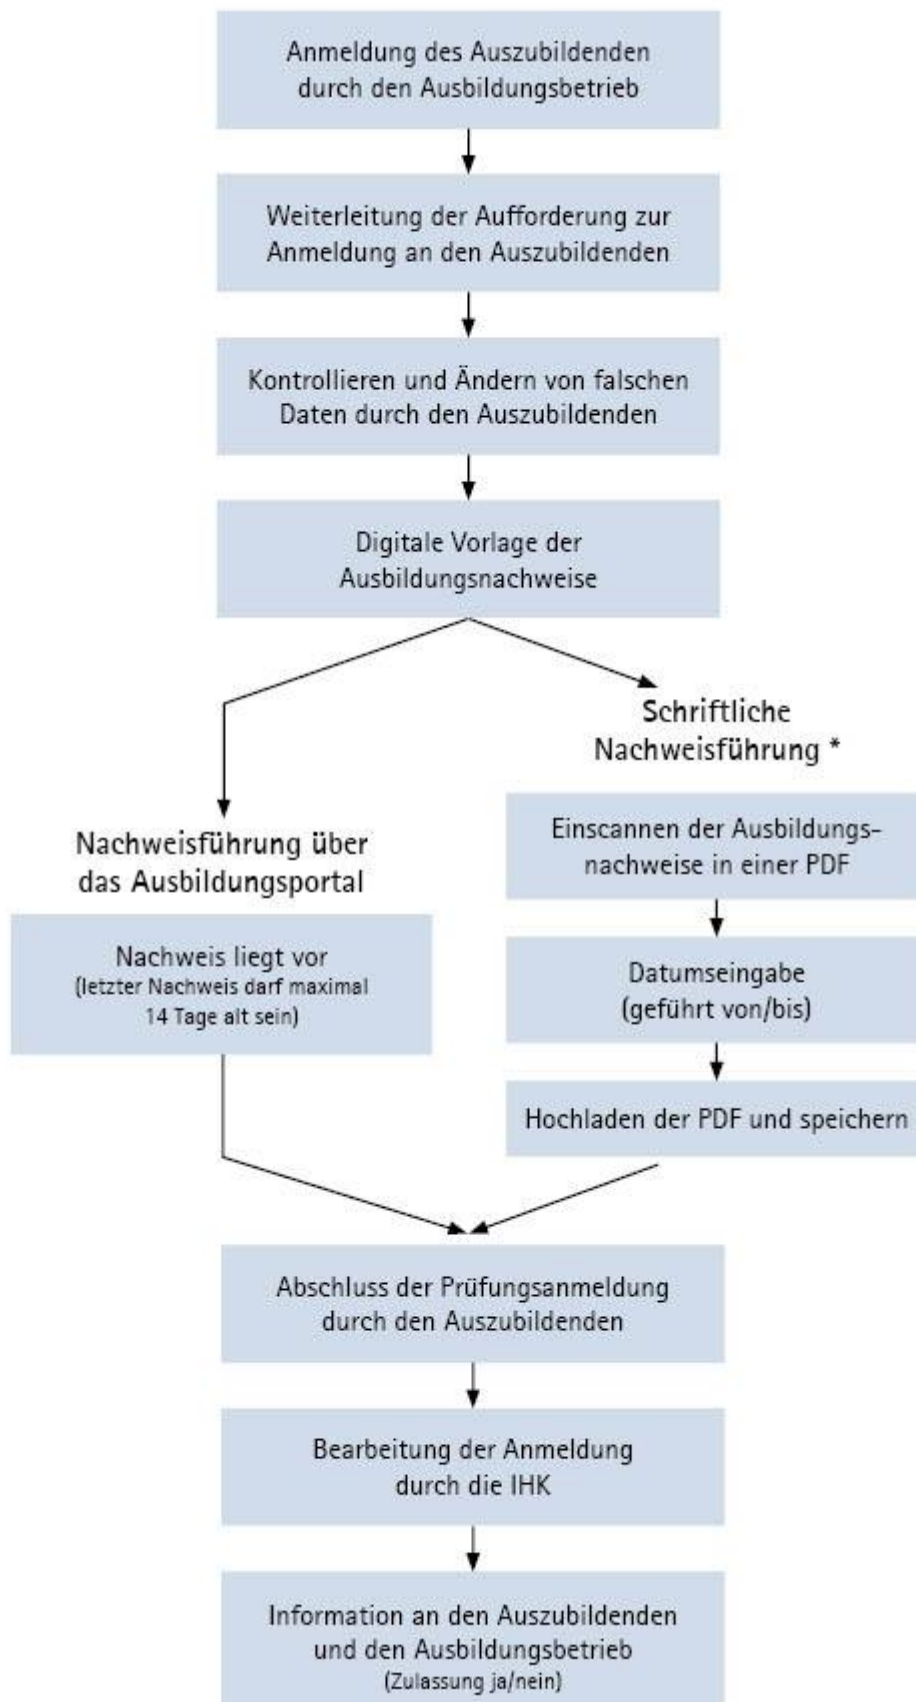 Anmeldung des Auszubildenden
durch den Ausbildungsbetrieb
Weiterleitung der Aufforderung zur
Anmeldung an den Auszubildenden
Kontrollieren und Ändern von falschen
Daten durch den Auszubildenden
Digitale Vorlage der
Ausbildungsnachweise
Nachweisführung über
das Ausbildungsportal
Nachweis liegt vor
(letzter Nachweis darf maximal
14 Tage alt sein)
Schriftliche
Nachweisführung *
Einscannen der Ausbildungs-
nachweise in einer PDF
Datumseingabe
(geführt von/bis)
Hochladen der PDF und speichern
Abschluss der Prüfungsanmeldung
durch den Auszubildenden
Bearbeitung der Anmeldung
durch die IHK
Information an den Auszubildenden
und den Ausbildungsbetrieb
(Zulassung ja/nein)